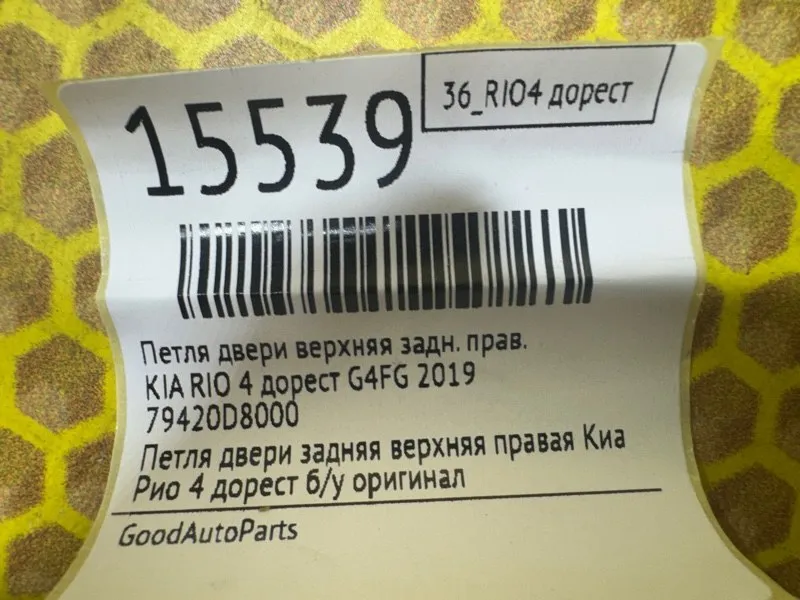 15539
36_RIO4 дорест
Петля двери верхняя задн. прав.
KIA RIO 4 дорест G4FG 2019
79420D8000
Петля двери задняя верхняя правая Киа
Рио 4 дорест б/у оригинал
GoodAutoParts